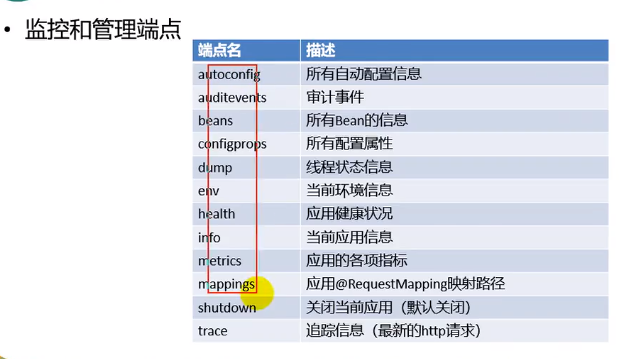 • 监控和管理端点
端点名 描述
autoconfig 所有自动配置信息
auditevents 审计事件
beans 所有Bean的信息
configprops 所有配置属性
dump 线程状态信息
env 当前环境信息
health 应用健康状况
info 当前应用信息
metrics 应用的各项指标
mappings 应用@RequestMapping映射路径
shutdown 关闭当前应用（默认关闭）
trace 追踪信息（最新的http请求）